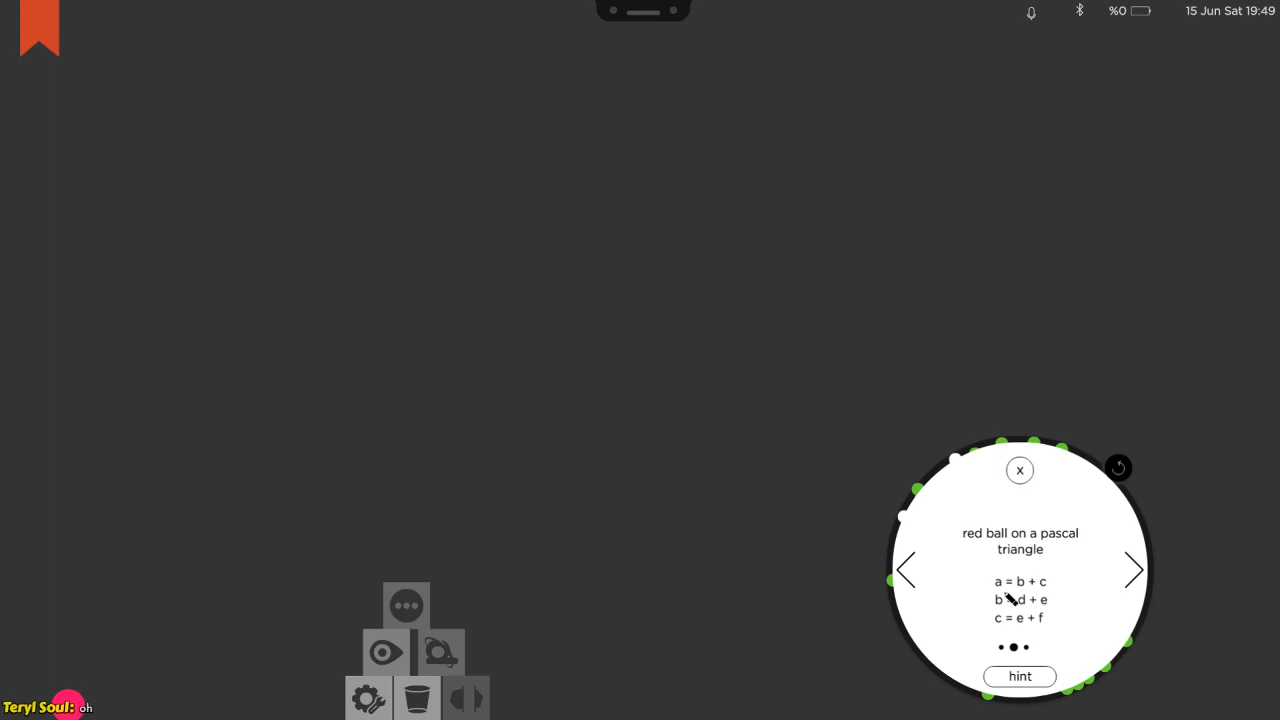 %0
15 Jun Sat 19:49
x
red ball on a pascal
triangle
a = b + c
b d + e
c = e + f
hint
Teryl Soul: oh